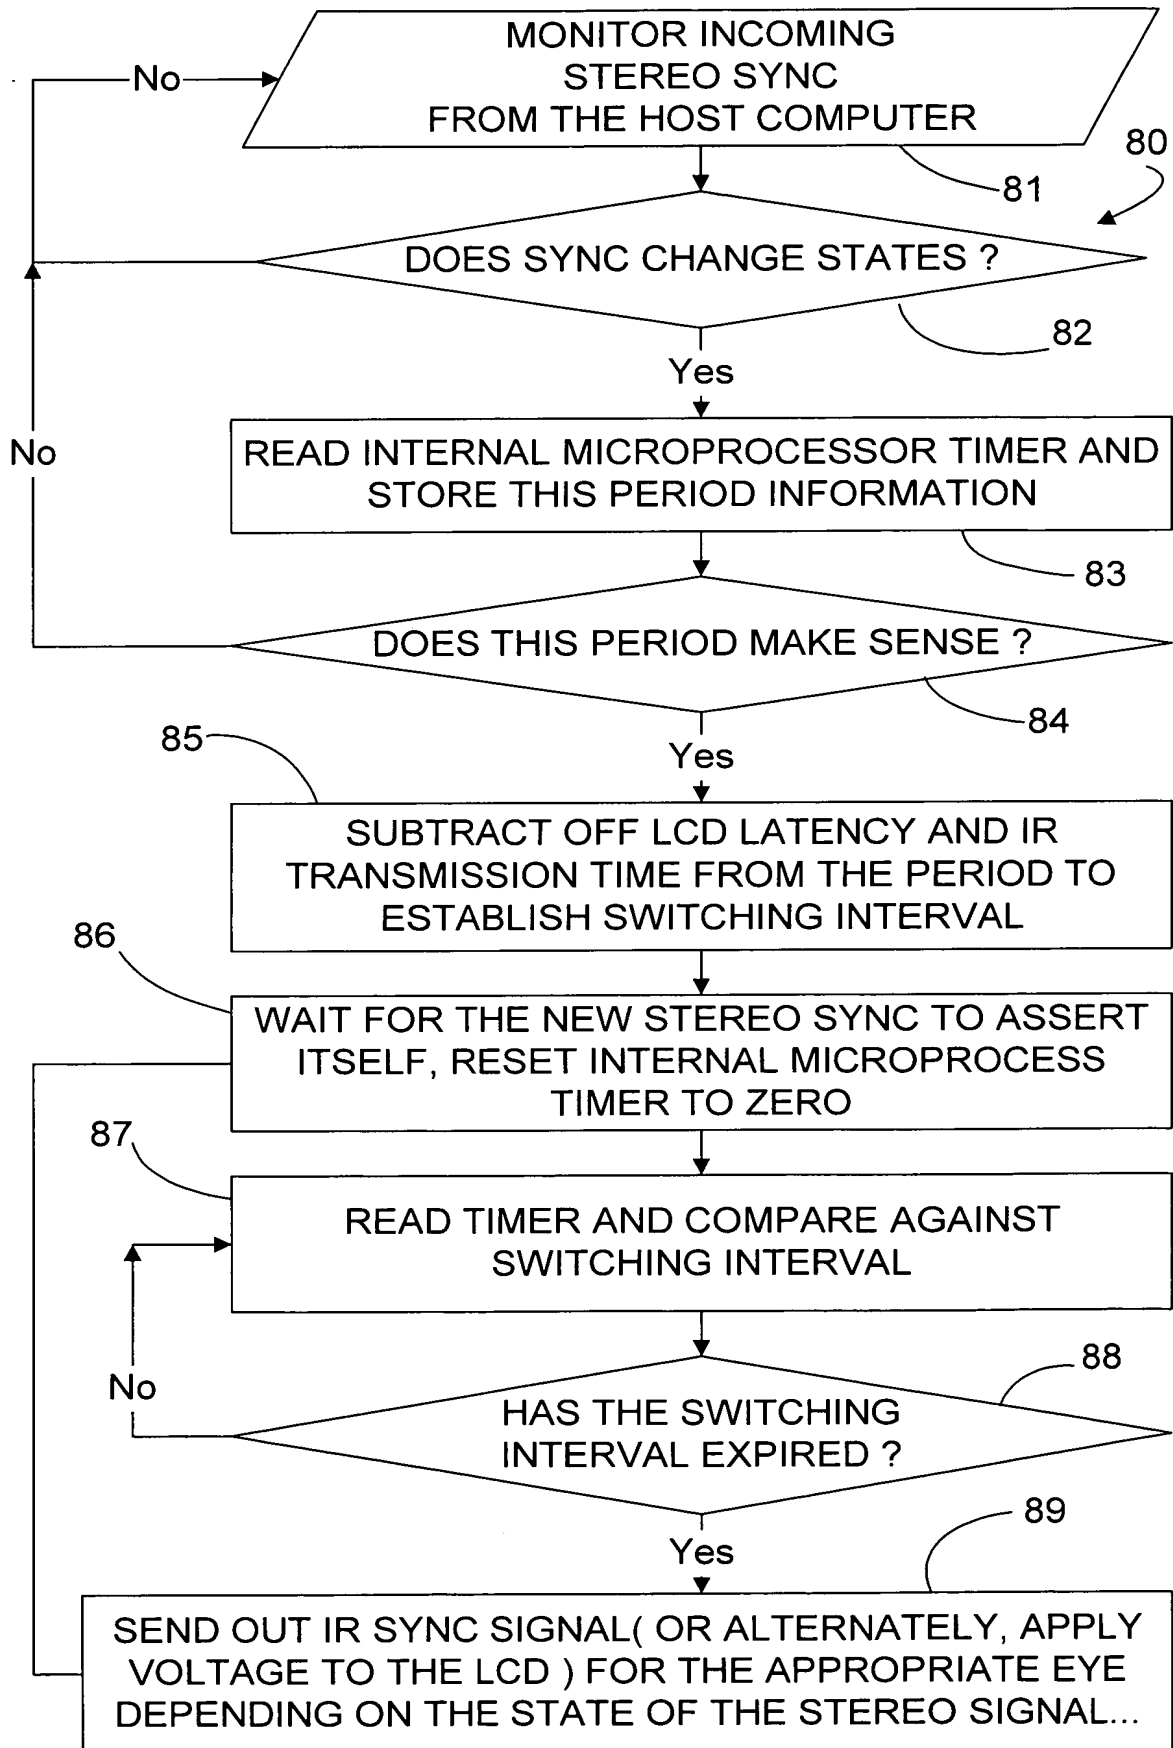 MONITOR INCOMING
STEREO SYNC
FROM THE HOST COMPUTER
No
81
80
DOES SYNC CHANGE STATES ?
82
Yes
No
READ INTERNAL MICROPROCESSOR TIMER AND
STORE THIS PERIOD INFORMATION
83
DOES THIS PERIOD MAKE SENSE ?
84
85
Yes
SUBTRACT OFF LCD LATENCY AND IR
TRANSMISSION TIME FROM THE PERIOD TO
ESTABLISH SWITCHING INTERVAL
86
WAIT FOR THE NEW STEREO SYNC TO ASSERT
ITSELF, RESET INTERNAL MICROPROCESS
TIMER TO ZERO
87
READ TIMER AND COMPARE AGAINST
SWITCHING INTERVAL
No
88
HAS THE SWITCHING
INTERVAL EXPIRED ?
89
Yes
SEND OUT IR SYNC SIGNAL( OR ALTERNATELY, APPLY
VOLTAGE TO THE LCD ) FOR THE APPROPRIATE EYE
DEPENDING ON THE STATE OF THE STEREO SIGNAL...